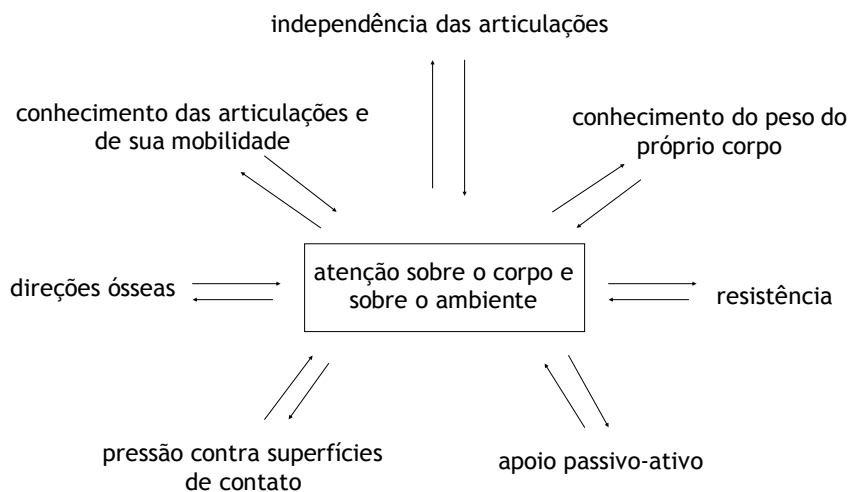 independência das articulações
conhecimento das articulações e
de sua mobilidade
conhecimento do peso do
próprio corpo
direções ósseas
atenção sobre o corpo e
sobre o ambiente
resistência
pressão contra superfícies
de contato
apoio passivo-ativo